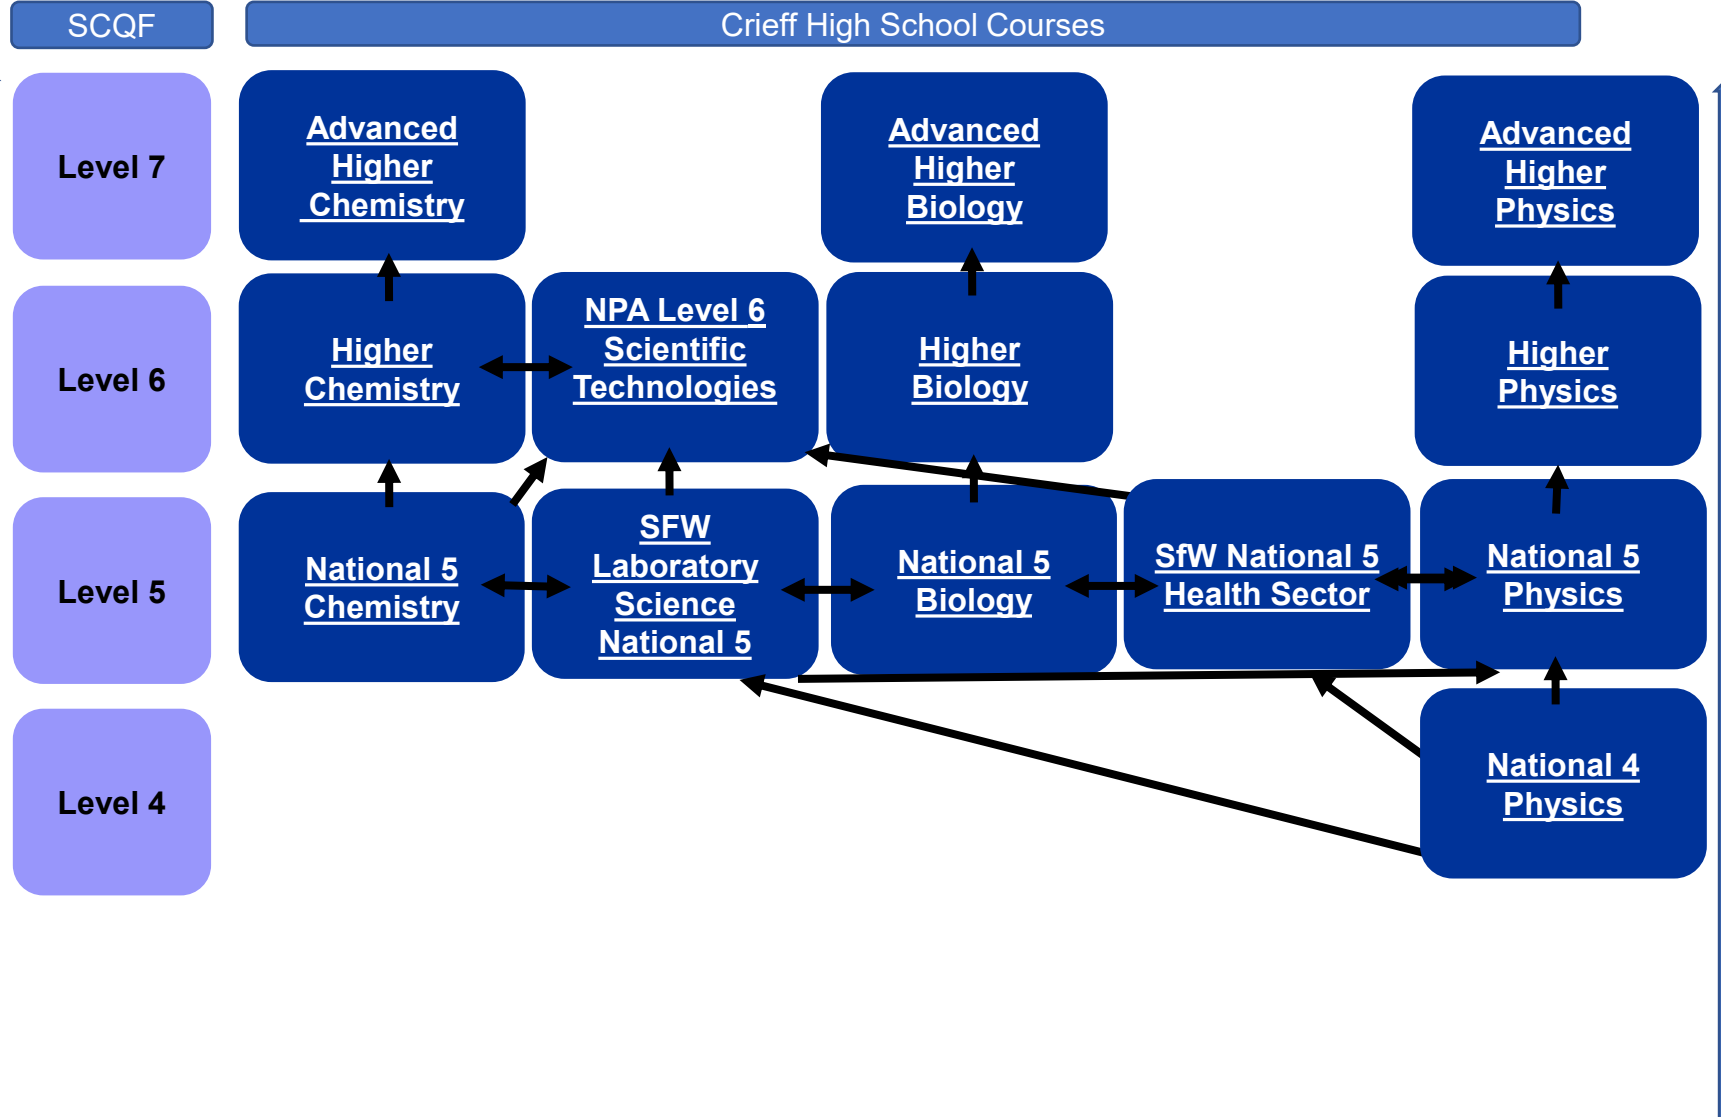 SCQF
Crieff High School Courses
Level 7
Advanced
Higher
Chemistry
Advanced
Higher
Biology
Advanced
Higher
Physics
Level 6
Higher
Chemistry
NPA Level 6
Scientific
Technologies
Higher
Biology
Higher
Physics
Level 5
National 5
Chemistry
SFW
Laboratory
Science
National 5
National 5
Biology
SfW National 5
Health Sector
National 5
Physics
Level 4
National 4
Physics